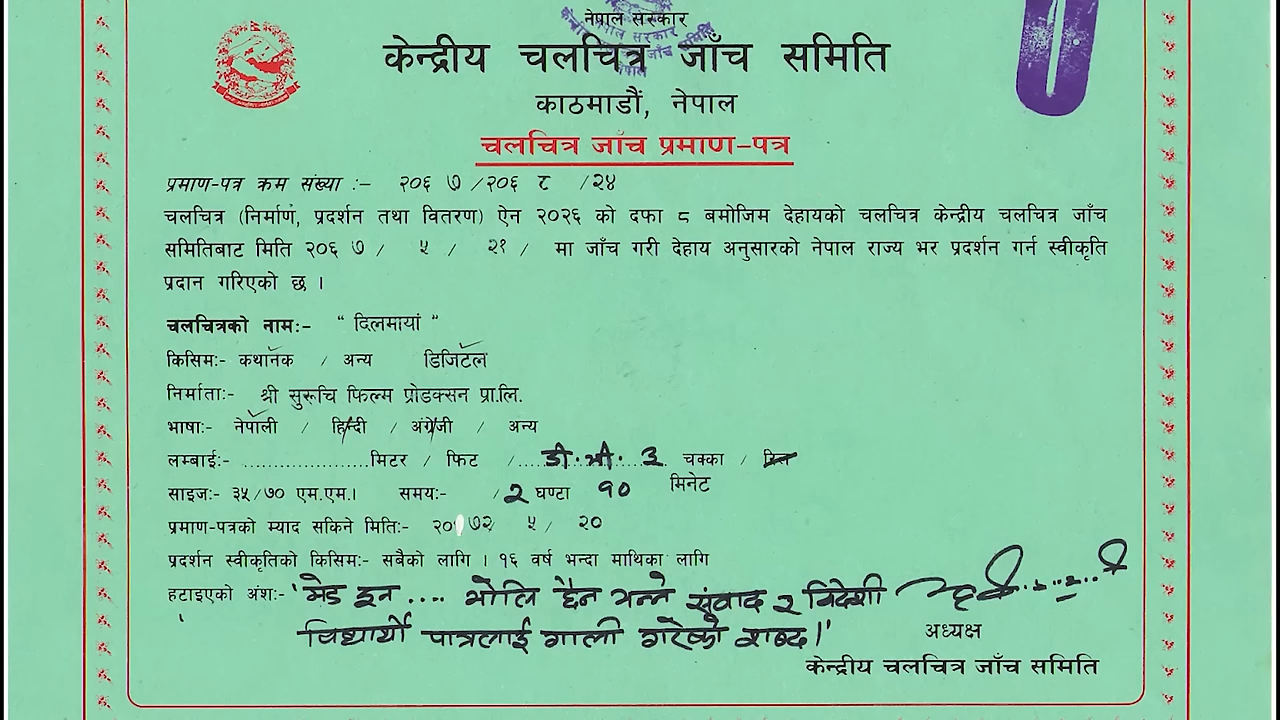 नेपाल सरकार
केन्द्रीय चलचित्र जाँच समिति
काठमाडौं, नेपाल
चलचित्र जाँच प्रमाण-पत्र
प्रमाण-पत्र क्रम संख्या :- २०६ ७ /२०६ ८ /२४
चलचित्र (निर्माण, प्रदर्शन तथा वितरण) ऐन २०२६ को दफा ८ बमोजिम देहायको चलचित्र केन्द्रीय चलचित्र जाँच
समितिबाट मिति २०६ ७ / ५ / २१ / मा जाँच गरी देहाय अनुसारको नेपाल राज्य भर प्रदर्शन गर्न स्वीकृति
प्रदान गरिएको छ ।
चलचित्रको नामः- “ दिलमायां ”
किसिमः- कथानक / अन्य डिजिटल
निर्माताः- श्री सुरूचि फिल्म प्रोडक्सन प्रा.लि.
भाषाः- नेपाली / हिन्दी / अंग्रेजी / अन्य
लम्बाईः- .....................मिटर / फिट /......डी.भी. ३ चक्का /
साइजः- ३५/७० एम.एम। समयः- /२ घण्टा १० मिनेट
प्रमाण-पत्रको म्याद सकिने मितिः- २० ७२ ५ / २०
प्रदर्शन स्वीकृतिको किसिमः- सबैको लागि । १६ वर्ष भन्दा माथिका लागि
हटाइएको अंशः- 'मेड इन .... भोलि हैन भन्ने संवाद र विदेशी
विद्यार्थी पात्रलाई गाली गरेको शब्द।'
अध्यक्ष
केन्द्रीय चलचित्र जाँच समिति